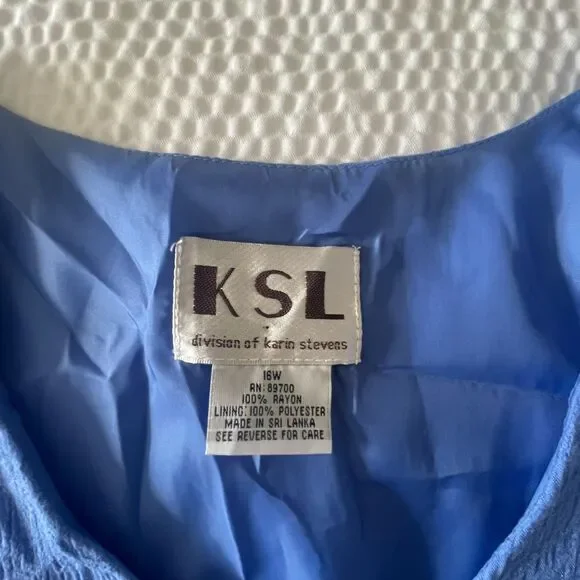 KSL
division of karin stevens
16W
RN: 89700
100% RAYON
LINING: 100% POLYESTER
MADE IN SRI LANKA
SEE REVERSE FOR CARE